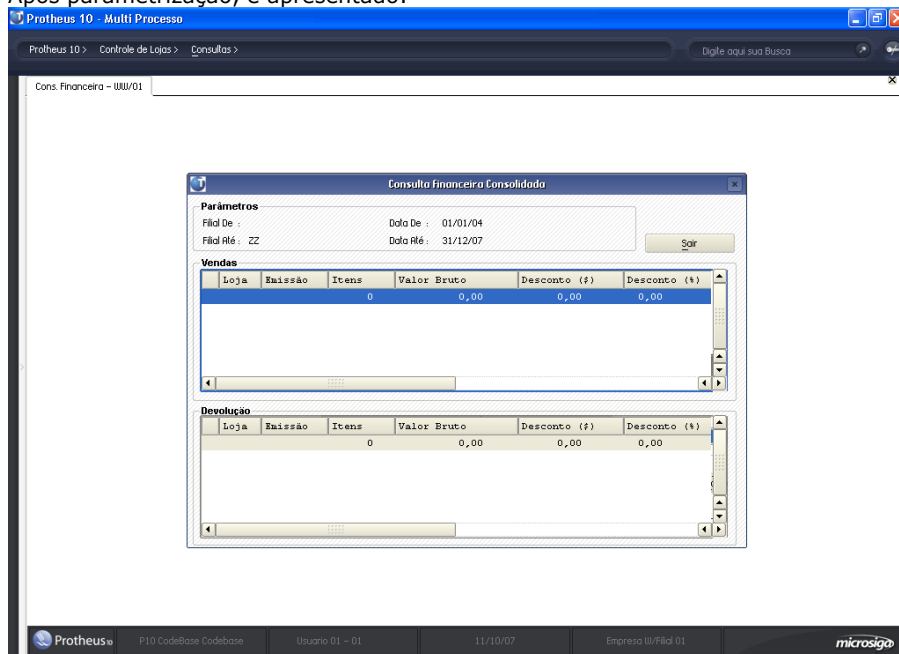 Após parametrização, é apresentado:
Protheus 10 - Multi Processo
Protheus 10 > Controle de Lojas > Consultas >
Digite aqui sua Busca
Cons. Financeira - WW/01
Consulta Financeira Consolidada
Parâmetros
Filial De : Data De : 01/01/04
Filial Até : ZZ Data Até : 31/12/07
Sair
Vendas
Loja Emissão Itens Valor Bruto Desconto ($) Desconto (%)
0 0,00 0,00 0,00
Devolução
Loja Emissão Itens Valor Bruto Desconto ($) Desconto (%)
0 0,00 0,00 0,00
Protheus 10 P10 CodeBase Codebase Usuario 01 - 01 11/10/07 Empresa W/Filial 01 microsiga